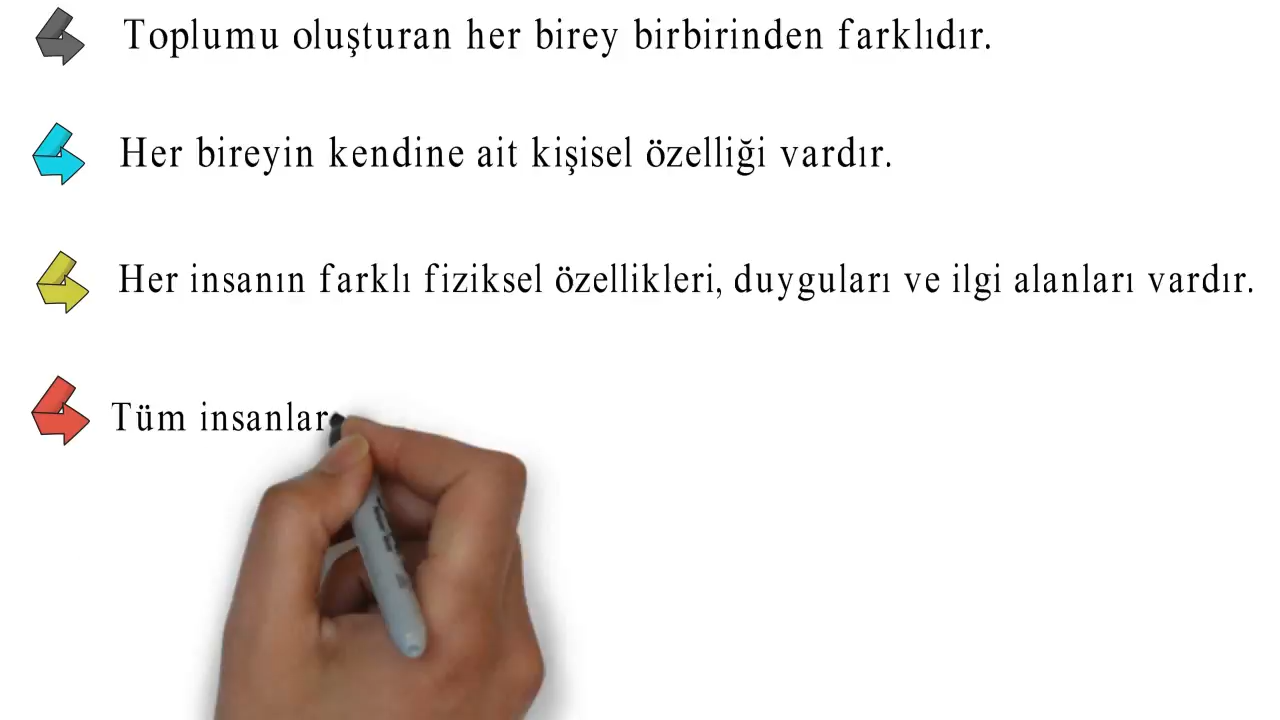 Toplumu oluşturan her birey birbirinden farklıdır.
Her bireyin kendine ait kişisel özelliği vardır.
Her insanın farklı fiziksel özellikleri, duyguları ve ilgi alanları vardır.
Tüm insanlar